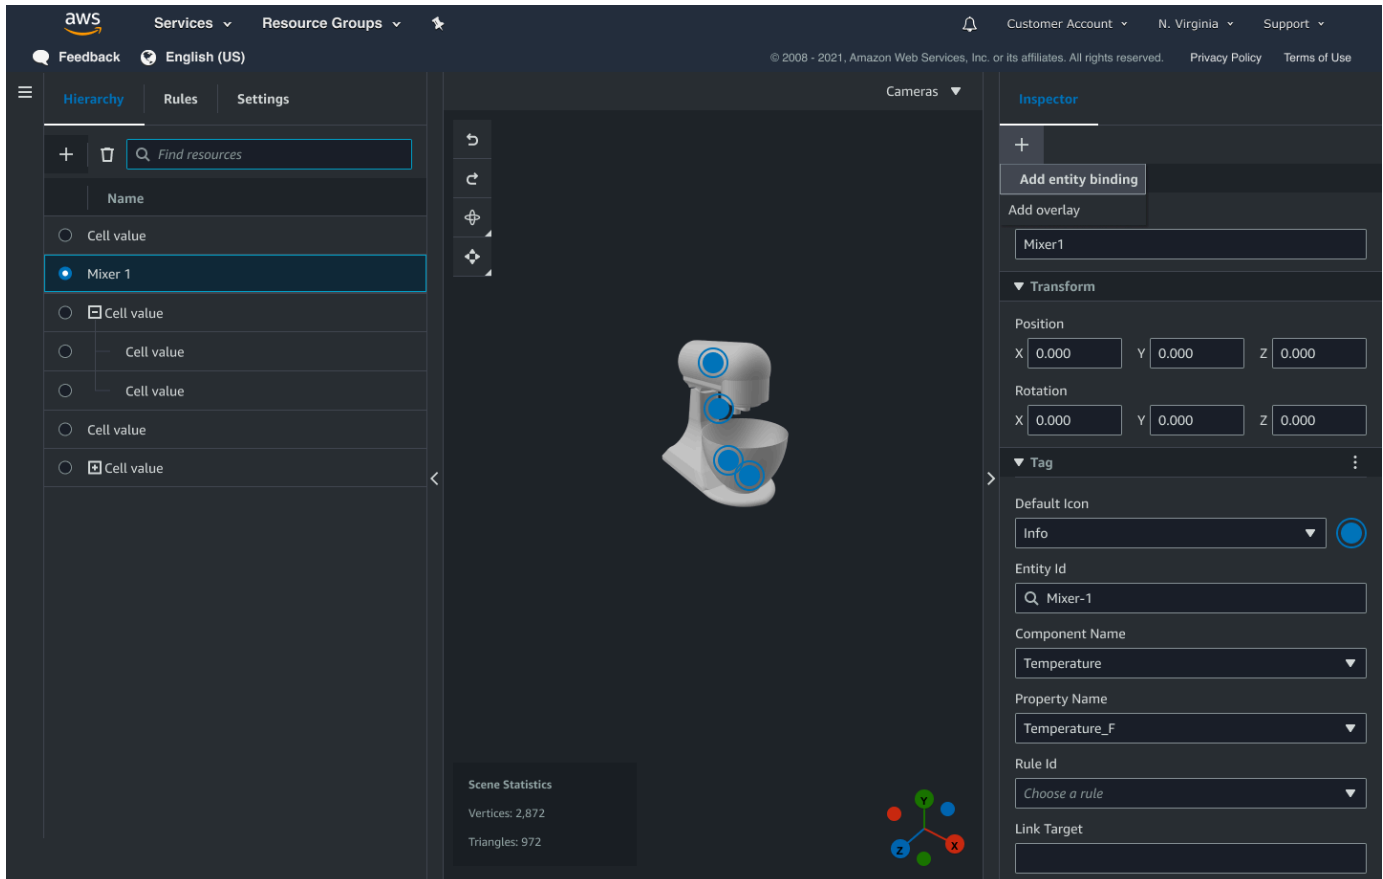 aws
Services
Resource Groups
Customer Account
N. Virginia
Support
Feedback
English (US)
© 2008 - 2021, Amazon Web Services, Inc. or its affiliates. All rights reserved.
Privacy Policy
Terms of Use
Hierarchy
Rules
Settings
Find resources
Name
Cell value
Mixer 1
Cell value
Cell value
Cell value
Cell value
Cell value
Cameras
Scene Statistics
Vertices: 2,872
Triangles: 972
Y
X
Z
Inspector
Add entity binding
Add overlay
Mixer1
Transform
Position
X 0.000 Y 0.000 Z 0.000
Rotation
X 0.000 Y 0.000 Z 0.000
Tag
Default Icon
Info
Entity Id
Mixer-1
Component Name
Temperature
Property Name
Temperature_F
Rule Id
Choose a rule
Link Target